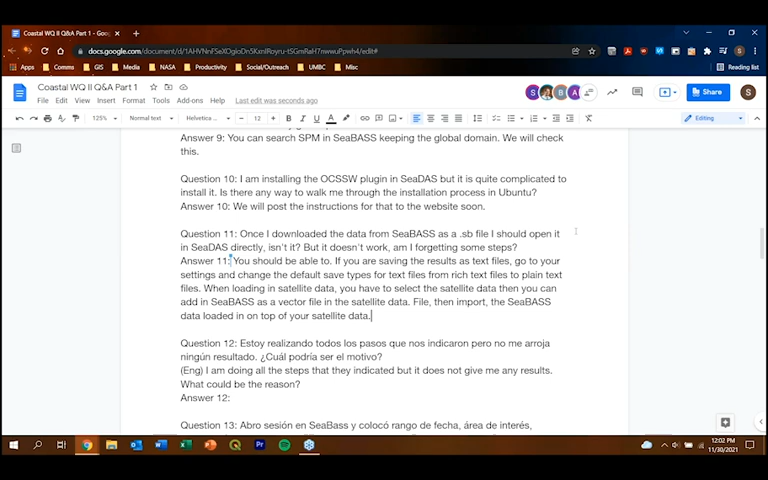 Coastal WQ II Q&A Part 1 - Goo
Apps
Comms
GIS
Media
NASA
Productivity
Social/Outreach
UMBC
Misc
Reading list
Coastal WQ II Q&A Part 1
File Edit View Insert Format Tools Add-ons Help Last edit was seconds ago
Share
S
125%
Normal text
Helvetica ...
12
Editing
Answer 9: You can search SPM in SeaBASS keeping the global domain. We will check
this.
Question 10: I am installing the OCSSW plugin in SeaDAS but it is quite complicated to
install it. Is there any way to walk me through the installation process in Ubuntu?
Answer 10: We will post the instructions for that to the website soon.
Question 11: Once I downloaded the data from SeaBASS as a .sb file I should open it
in SeaDAS directly, isn't it? But it doesn't work, am I forgetting some steps?
Answer 11: You should be able to. If you are saving the results as text files, go to your
settings and change the default save types for text files from rich text files to plain text
files. When loading in satellite data, you have to select the satellite data then you can
add in SeaBASS as a vector file in the satellite data. File, then import, the SeaBASS
data loaded in on top of your satellite data.
Question 12: Estoy realizando todos los pasos que nos indicaron pero no me arroja
ningún resultado. ¿Cuál podría ser el motivo?
(Eng) I am doing all the steps that they indicated but it does not give me any results.
What could be the reason?
Answer 12:
Question 13: Abro sesión en SeaBass y colocó rango de fecha, área de interés,
12:02 PM
11/30/2021